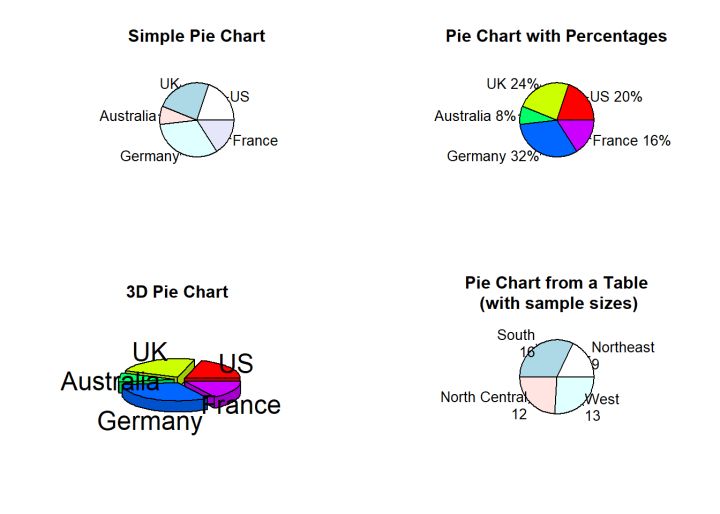 Simple Pie Chart
UK
US
Australia
Germany
France
Pie Chart with Percentages
UK 24%
US 20%
Australia 8%
Germany 32%
France 16%
3D Pie Chart
UK
US
Australia
France
Germany
Pie Chart from a Table
(with sample sizes)
South
16
Northeast
9
North Central
12
West
13